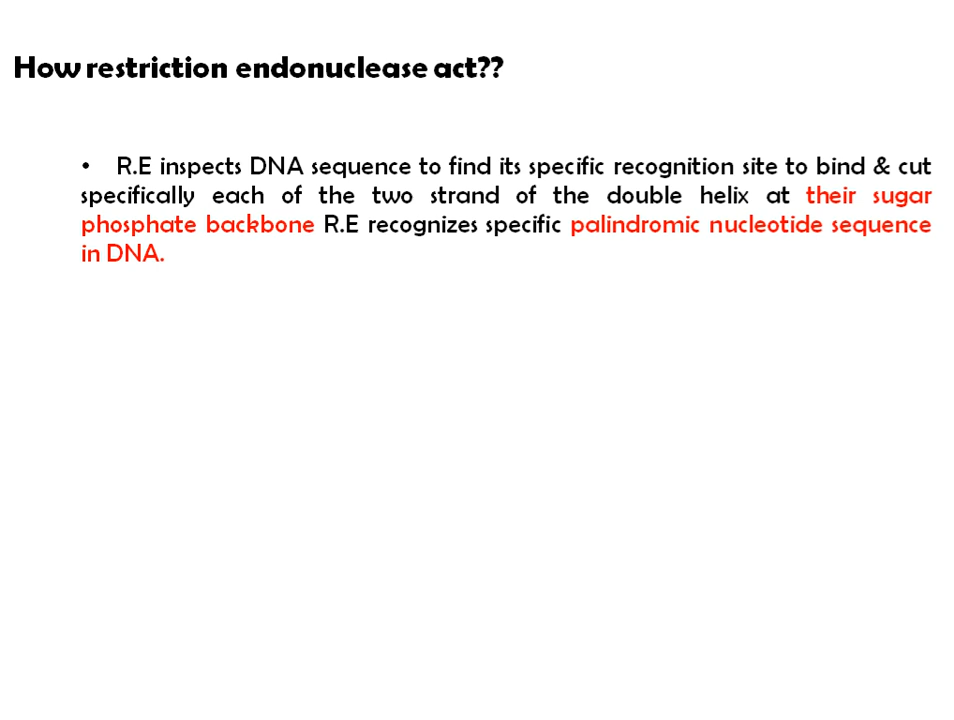 How restriction endonuclease act??
• R.E inspects DNA sequence to find its specific recognition site to bind & cut
specifically each of the two strand of the double helix at their sugar
phosphate backbone R.E recognizes specific palindromic nucleotide sequence
in DNA.